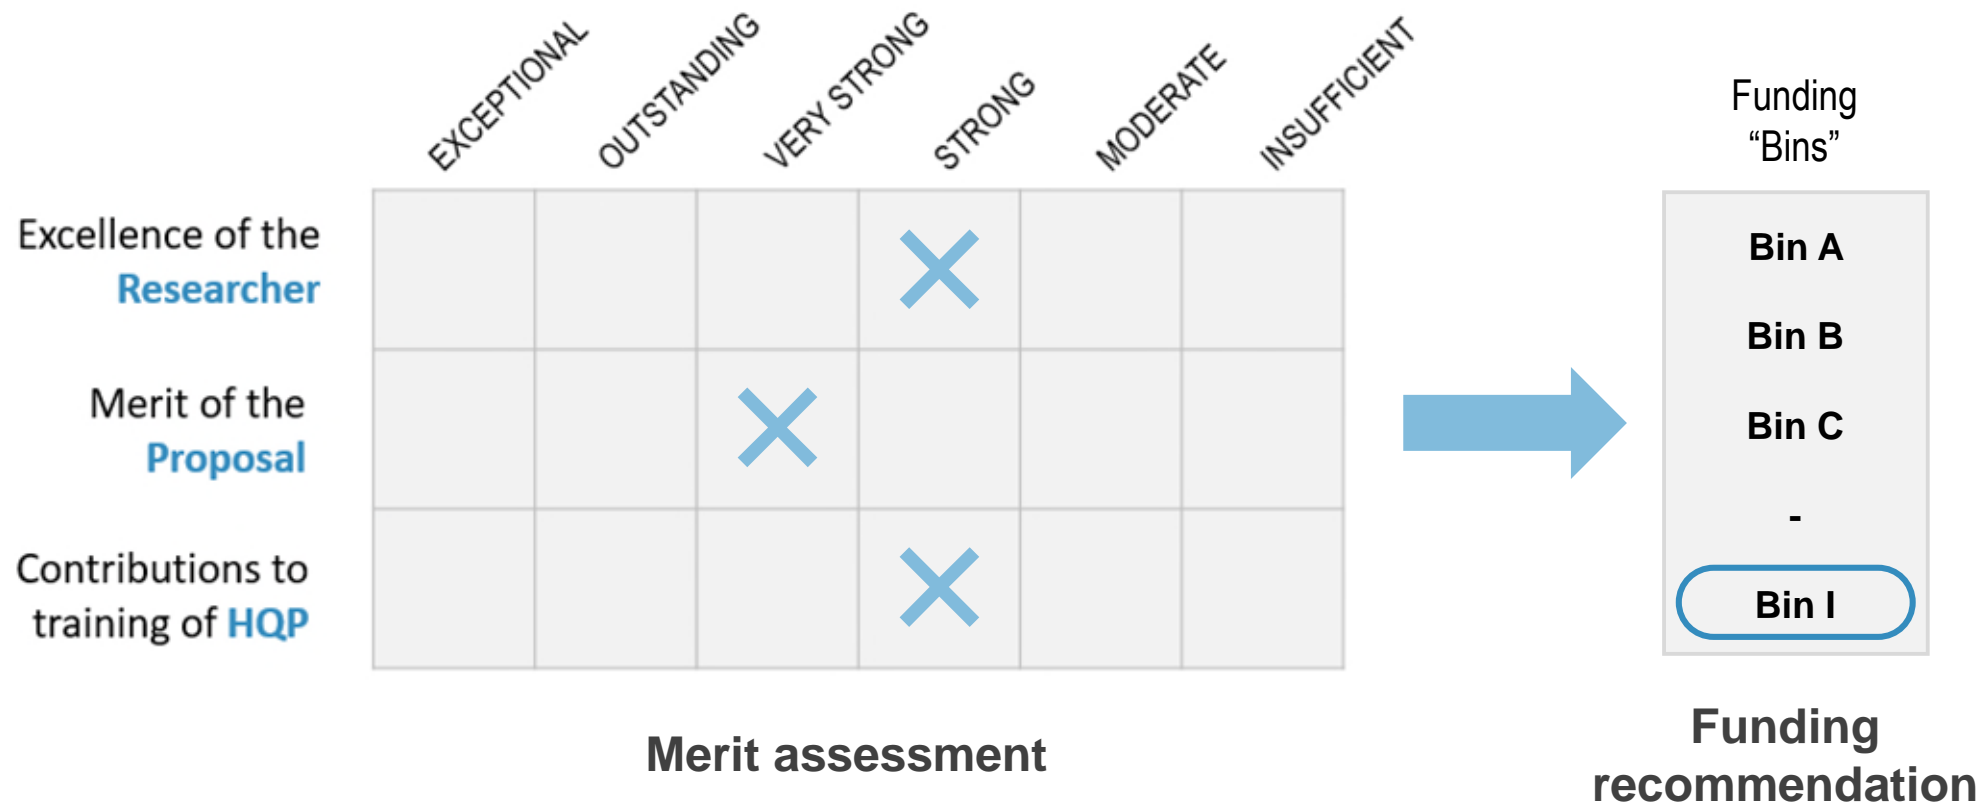 EXCEPTIONAL
OUTSTANDING
VERY STRONG
STRONG
MODERATE
INSUFFICIENT
Excellence of the
Researcher
Merit of the
Proposal
Contributions to
training of HQP
Merit assessment
Funding
“Bins”
Bin A
Bin B
Bin C
-
Bin I
Funding
recommendation